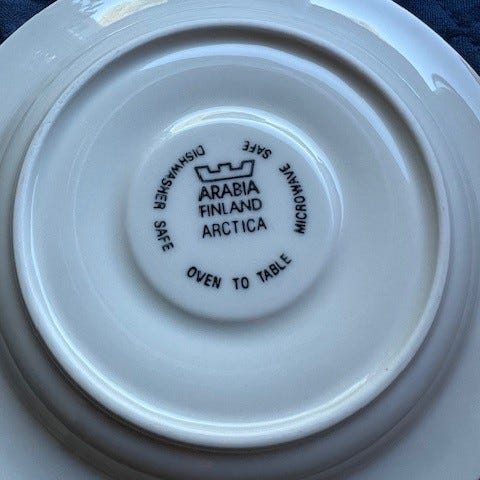 ARABIA
FINLAND
ARCTICA
DISHWASHER SAFE
OVEN TO TABLE
MICROWAVE SAFE